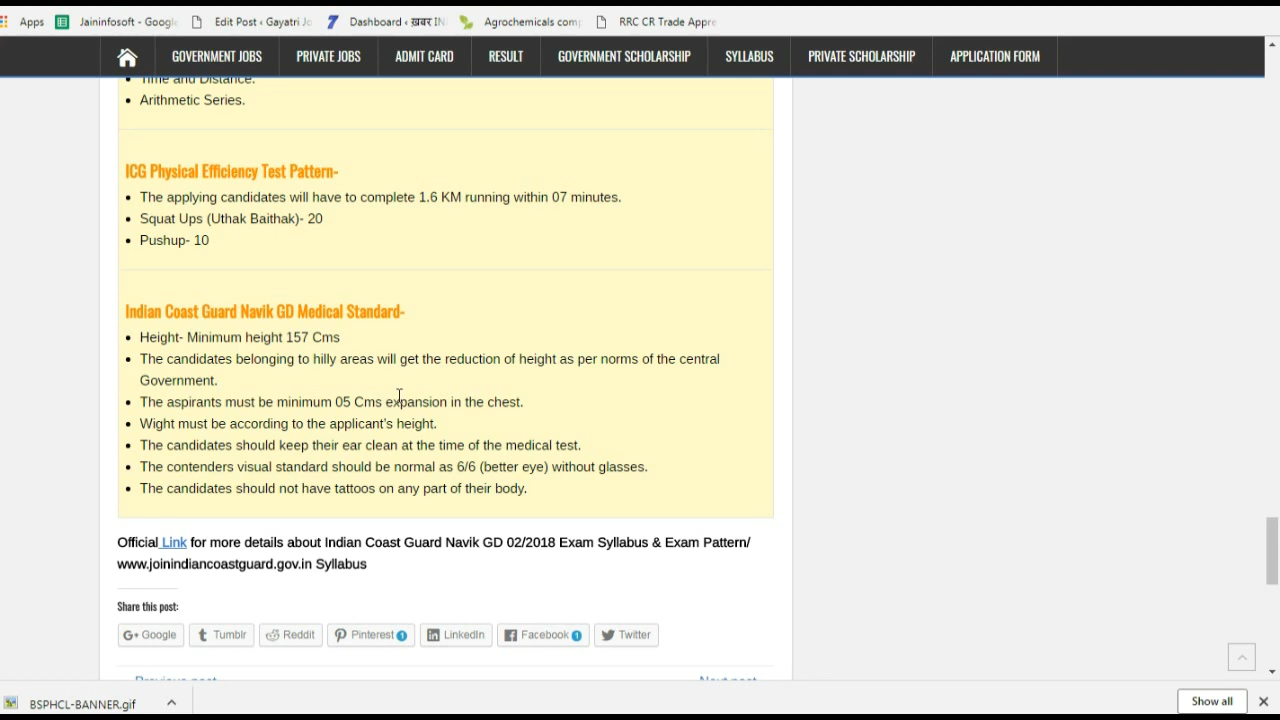 Apps Jaininfosoft - Google Edit Post ‹ Gayatri Jo Dashboard ‹ ख़बर IN Agrochemicals com RRC CR Trade Appre
GOVERNMENT JOBS PRIVATE JOBS ADMIT CARD RESULT GOVERNMENT SCHOLARSHIP SYLLABUS PRIVATE SCHOLARSHIP APPLICATION FORM
Time and Distance.
Arithmetic Series.
ICG Physical Efficiency Test Pattern-
The applying candidates will have to complete 1.6 KM running within 07 minutes.
Squat Ups (Uthak Baithak)- 20
Pushup- 10
Indian Coast Guard Navik GD Medical Standard-
Height- Minimum height 157 Cms
The candidates belonging to hilly areas will get the reduction of height as per norms of the central
Government.
The aspirants must be minimum 05 Cms expansion in the chest.
Wight must be according to the applicant's height.
The candidates should keep their ear clean at the time of the medical test.
The contenders visual standard should be normal as 6/6 (better eye) without glasses.
The candidates should not have tattoos on any part of their body.
Official Link for more details about Indian Coast Guard Navik GD 02/2018 Exam Syllabus & Exam Pattern/
www.joinindiancoastguard.gov.in Syllabus
Share this post:
G+ Google Tumblr Reddit Pinterest 1 LinkedIn Facebook 1 Twitter
Previous post Next post
BSPHCL-BANNER.gif Show all